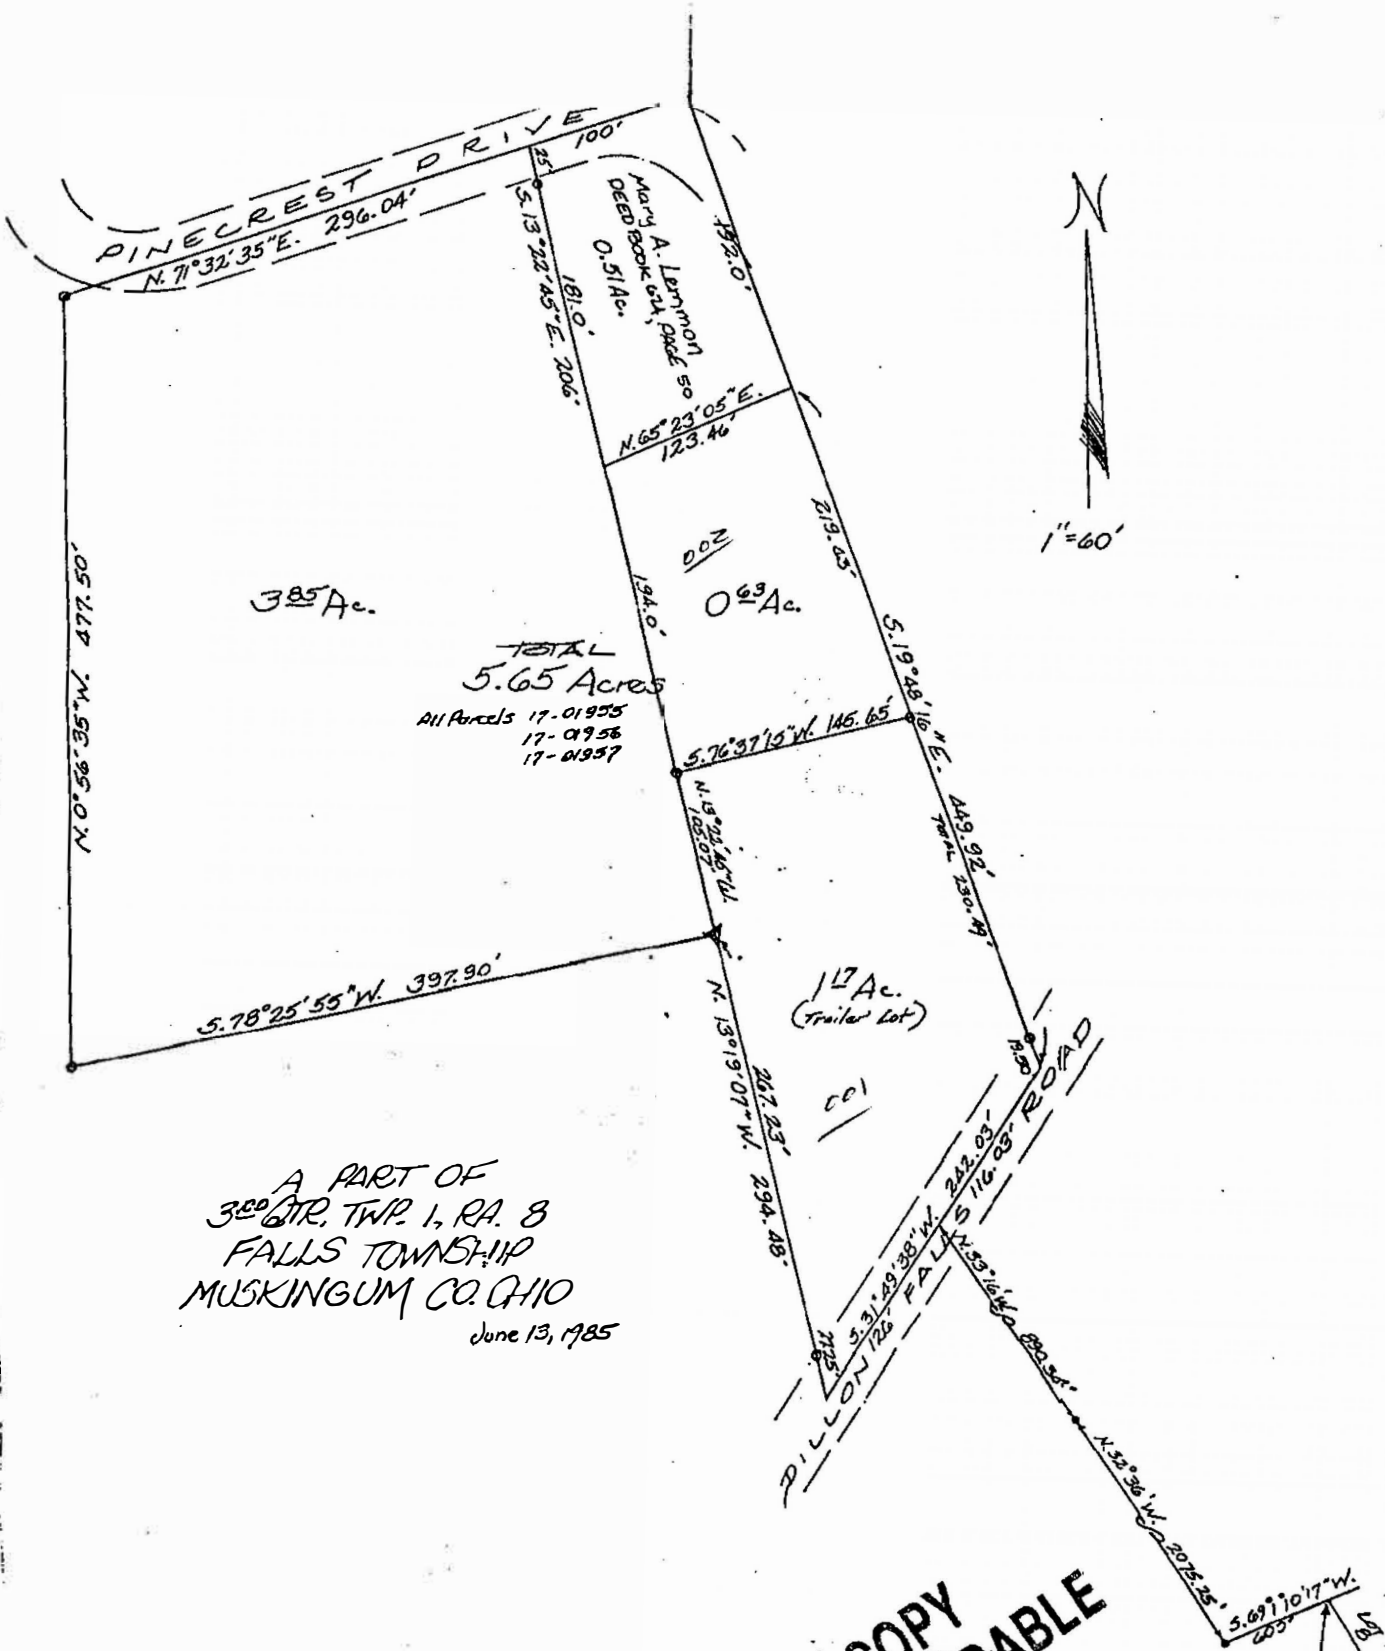 PINECREST DRIVE
100'
N. 71°32'35"E. 296.04'
25'
S. 13°22'45"E. 206'
181.0'
Mary A. Lemmon
DEED BOOK 624, PAGE 50
0.51 Ac.
192.0'
N
1"=60'
N. 65°23'05"E.
123.46'
219.43'
002
0 63 Ac.
194.0'
3 85 Ac.
TOTAL
5.65 Acres
All Parcels 17-01955
17-01956
17-01957
N. 0°56'35"W. 477.50'
S. 76°37'15"W. 145.65'
S. 19°48'16"E. 449.92'
TOTAL 230.49'
N. 13°22'45"W.
105.07'
S. 78°25'55"W. 397.90'
1 17 Ac.
(Trailer Lot)
001
19.50
N. 13°19'07"W. 294.48'
267.23'
S. 31°49'38"W. 242.03'
126' 116.03'
DILLON FALLS ROAD
A PART OF
3RD QTR. TWP. 1, RA. 8
FALLS TOWNSHIP
MUSKINGUM CO. OHIO
June 13, 1985
N. 33°16'W.
N. 32°36'W. 2075.25'
S. 69°10'17"W.
COPY